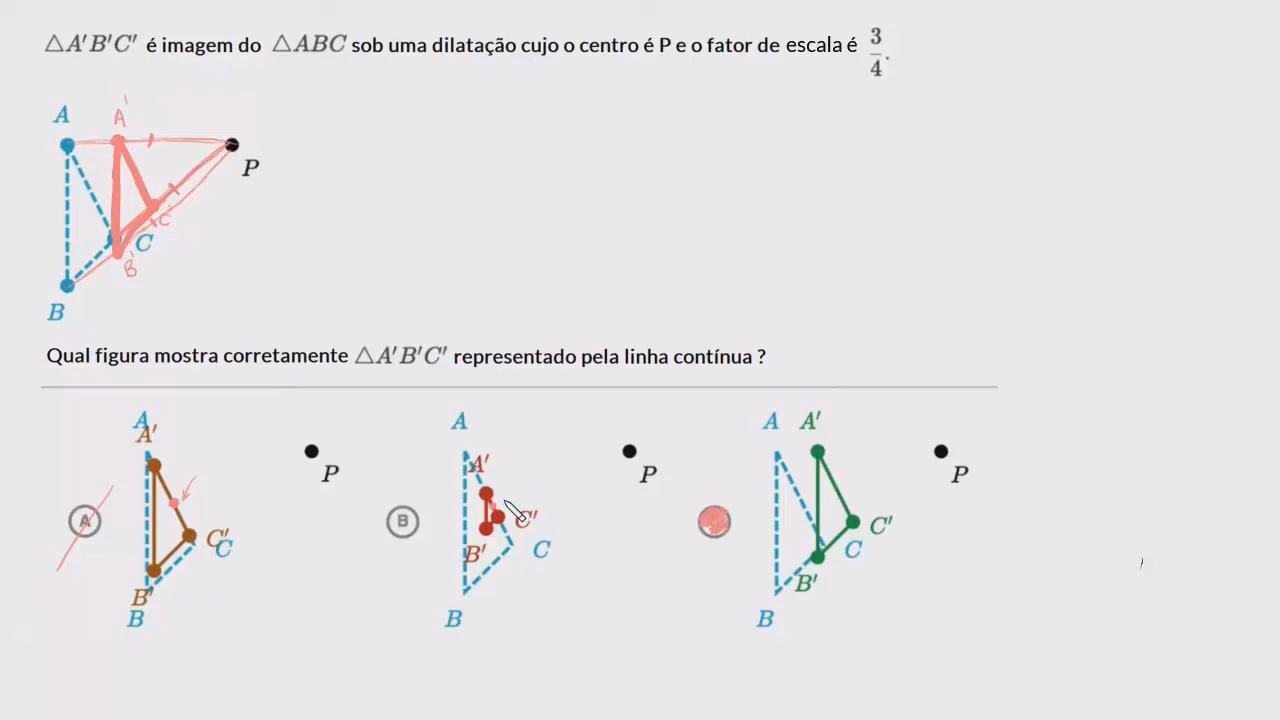 △A'B'C' é imagem do △ABC sob uma dilatação cujo o centro é P e o fator de escala é 3/4.
A A'
P
C'
C
B'
B
Qual figura mostra corretamente △A'B'C' representado pela linha contínua ?
A A A' B' B C' C P
B A A' B' B C' C P
A A' B' B C' C P